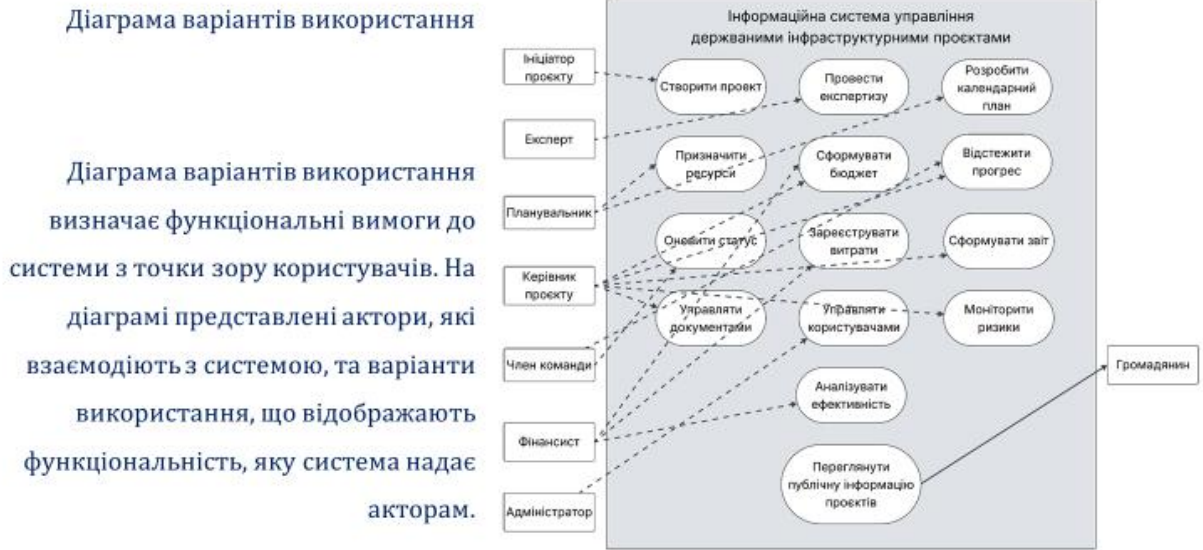 Діаграма варіантів використання
Діаграма варіантів використання
визначає функціональні вимоги до
системи з точки зору користувачів. На
діаграмі представлені актори, які
взаємодіють з системою, та варіанти
використання, що відображають
функціональність, яку система надає
акторам.
Інформаційна система управління
держваними інфраструктурними проєктами
Ініціатор
проєкту
Експерт
Планувальник
Керівник
проєкту
Член команди
Фінансист
Адміністратор
Створити проект
Провести
експертизу
Розробити
календарний
план
Призначити
ресурси
Сформувати
бюджет
Відстежити
прогрес
Оновити статус
Зареєструвати
витрати
Сформувати звіт
Управляти
документами
Управляти
користувачами
Моніторити
ризики
Аналізувати
ефективність
Переглянути
публічну інформацію
проєктів
Громадянин